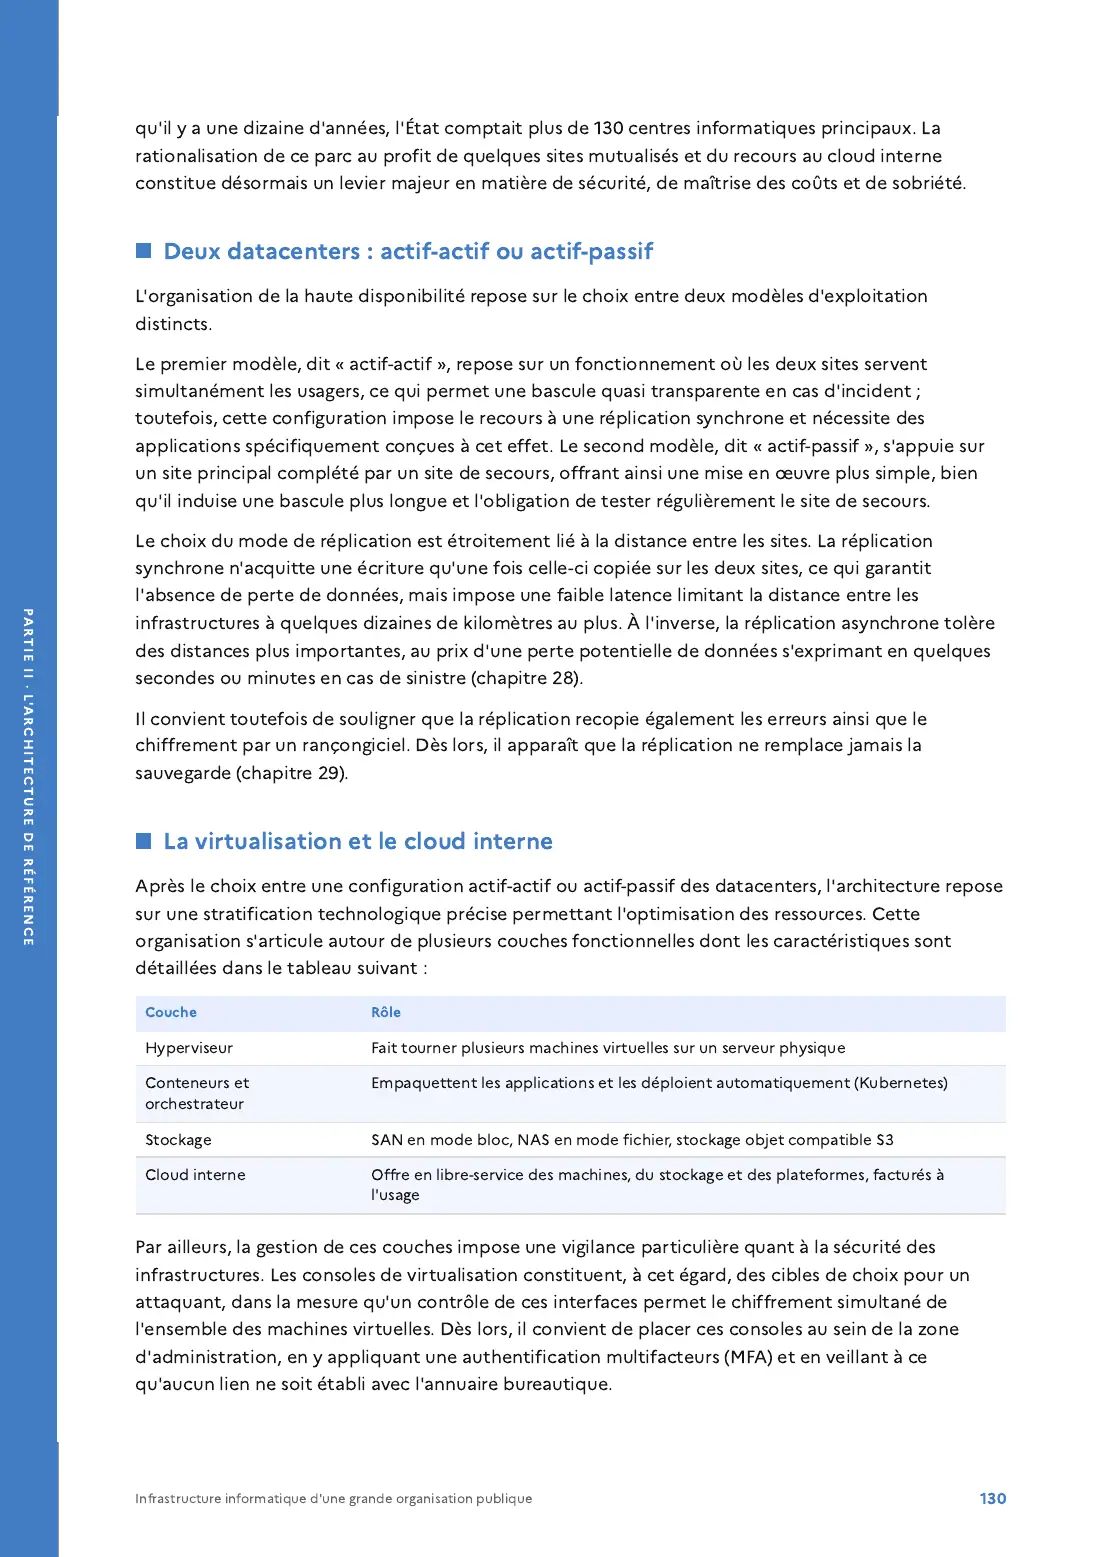 qu'il y a une dizaine d'années, l'État comptait plus de 130 centres informatiques principaux. La
rationalisation de ce parc au profit de quelques sites mutualisés et du recours au cloud interne
constitue désormais un levier majeur en matière de sécurité, de maîtrise des coûts et de sobriété.
Deux datacenters : actif-actif ou actif-passif
L'organisation de la haute disponibilité repose sur le choix entre deux modèles d'exploitation
distincts.
Le premier modèle, dit « actif-actif », repose sur un fonctionnement où les deux sites servent
simultanément les usagers, ce qui permet une bascule quasi transparente en cas d'incident ;
toutefois, cette configuration impose le recours à une réplication synchrone et nécessite des
applications spécifiquement conçues à cet effet. Le second modèle, dit « actif-passif », s'appuie sur
un site principal complété par un site de secours, offrant ainsi une mise en œuvre plus simple, bien
qu'il induise une bascule plus longue et l'obligation de tester régulièrement le site de secours.
Le choix du mode de réplication est étroitement lié à la distance entre les sites. La réplication
synchrone n'acquitte une écriture qu'une fois celle-ci copiée sur les deux sites, ce qui garantit
l'absence de perte de données, mais impose une faible latence limitant la distance entre les
infrastructures à quelques dizaines de kilomètres au plus. À l'inverse, la réplication asynchrone tolère
des distances plus importantes, au prix d'une perte potentielle de données s'exprimant en quelques
secondes ou minutes en cas de sinistre (chapitre 28).
Il convient toutefois de souligner que la réplication recopie également les erreurs ainsi que le
chiffrement par un rançongiciel. Dès lors, il apparaît que la réplication ne remplace jamais la
sauvegarde (chapitre 29).
La virtualisation et le cloud interne
Après le choix entre une configuration actif-actif ou actif-passif des datacenters, l'architecture repose
sur une stratification technologique précise permettant l'optimisation des ressources. Cette
organisation s'articule autour de plusieurs couches fonctionnelles dont les caractéristiques sont
détaillées dans le tableau suivant :
Couche Rôle
Hyperviseur Fait tourner plusieurs machines virtuelles sur un serveur physique
Conteneurs et Empaquettent les applications et les déploient automatiquement (Kubernetes)
orchestrateur
Stockage SAN en mode bloc, NAS en mode fichier, stockage objet compatible S3
Cloud interne Offre en libre-service des machines, du stockage et des plateformes, facturés à
l'usage
Par ailleurs, la gestion de ces couches impose une vigilance particulière quant à la sécurité des
infrastructures. Les consoles de virtualisation constituent, à cet égard, des cibles de choix pour un
attaquant, dans la mesure qu'un contrôle de ces interfaces permet le chiffrement simultané de
l'ensemble des machines virtuelles. Dès lors, il convient de placer ces consoles au sein de la zone
d'administration, en y appliquant une authentification multifacteurs (MFA) et en veillant à ce
qu'aucun lien ne soit établi avec l'annuaire bureautique.
PARTIE II · L'ARCHITECTURE DE RÉFÉRENCE
Infrastructure informatique d'une grande organisation publique 130